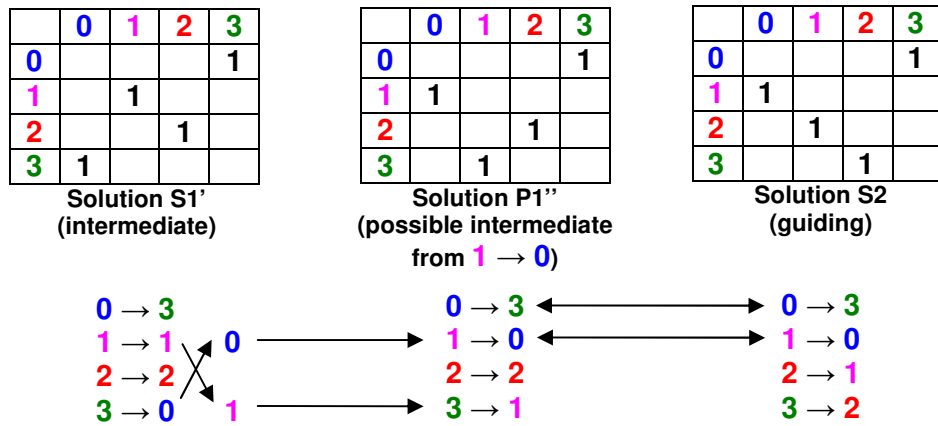 0 1 2 3
0 1
1 1
2 1
3 1
Solution S1'
(intermediate)
0 1 2 3
0 1
1 1
2 1
3 1
Solution P1''
(possible intermediate
from 1 → 0)
0 1 2 3
0 1
1 1
2 1
3 1
Solution S2
(guiding)
0 → 3
1 → 1
2 → 2
3 → 0
0
1
0 → 3
1 → 0
2 → 2
3 → 1
0 → 3
1 → 0
2 → 1
3 → 2